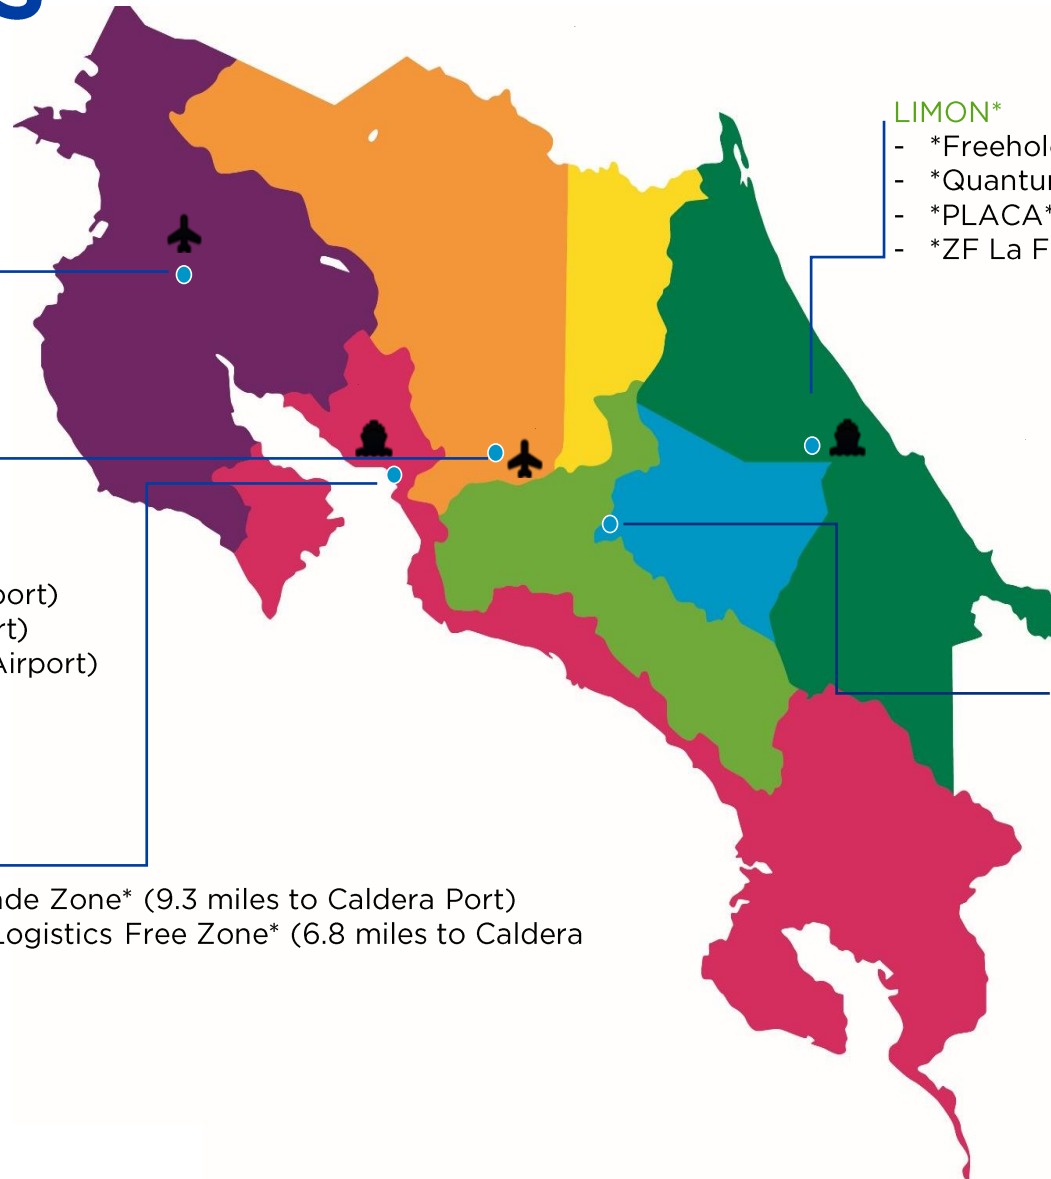 LIMON*
- *Freehol
- *Quantu
- *PLACA*
- *ZF La F
port)
rt)
Airport)
ade Zone* (9.3 miles to Caldera Port)
Logistics Free Zone* (6.8 miles to Caldera